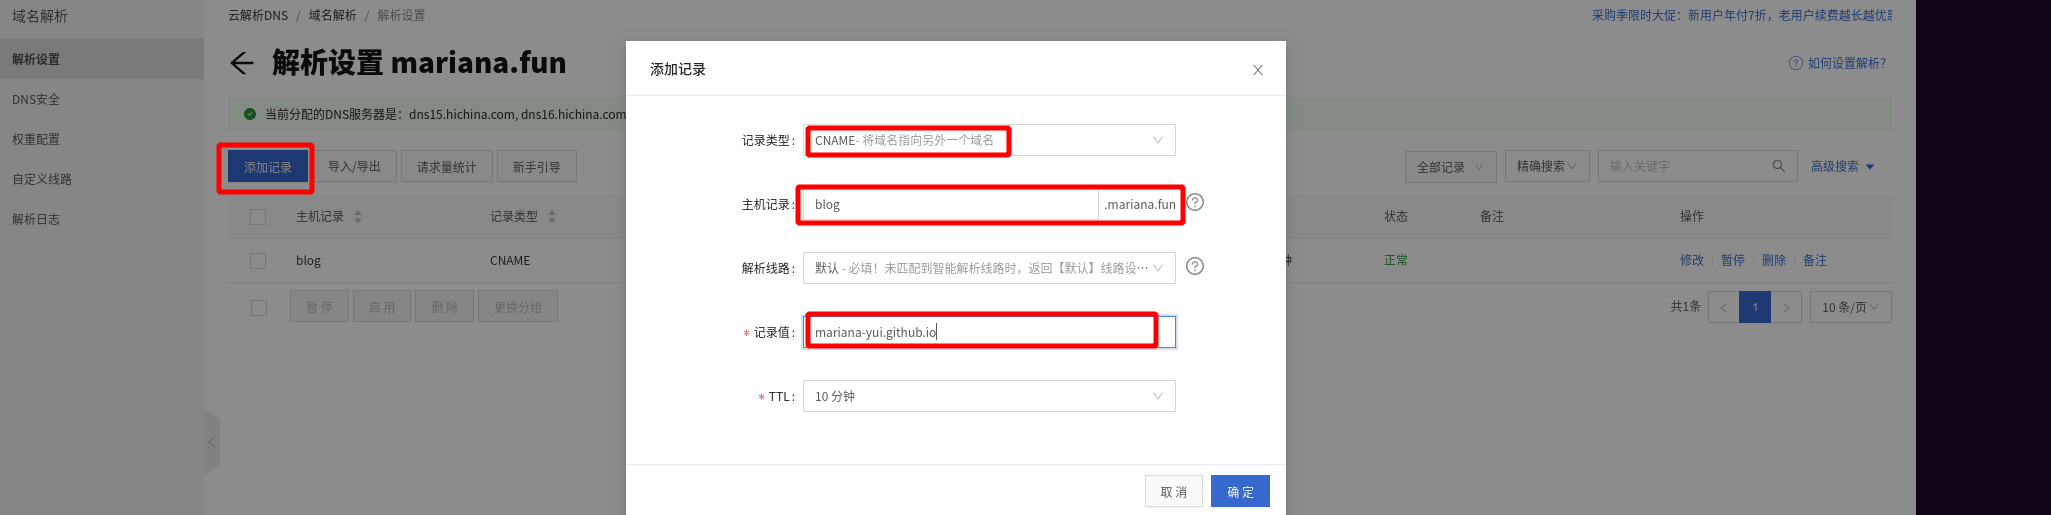 域名解析
解析设置
DNS安全
权重配置
自定义线路
解析日志
云解析DNS / 域名解析 / 解析设置
采购季限时大促：新用户年付7折，老用户续费越长越优
解析设置 mariana.fun
如何设置解析?
当前分配的DNS服务器是：dns15.hichina.com, dns16.hichina.com
添加记录 导入/导出 请求量统计 新手引导
全部记录 精确搜索 输入关键字 高级搜索
主机记录 记录类型 状态 备注 操作
blog CNAME 正常 修改 暂停 删除 备注
暂 停 启 用 删 除 更换分组
共1条 < 1 > 10 条/页
添加记录
记录类型: CNAME- 将域名指向另外一个域名
主机记录: blog .mariana.fun
解析线路: 默认 - 必填！未匹配到智能解析线路时，返回【默认】线路设…
* 记录值: mariana-yui.github.io
* TTL: 10 分钟
取 消 确 定